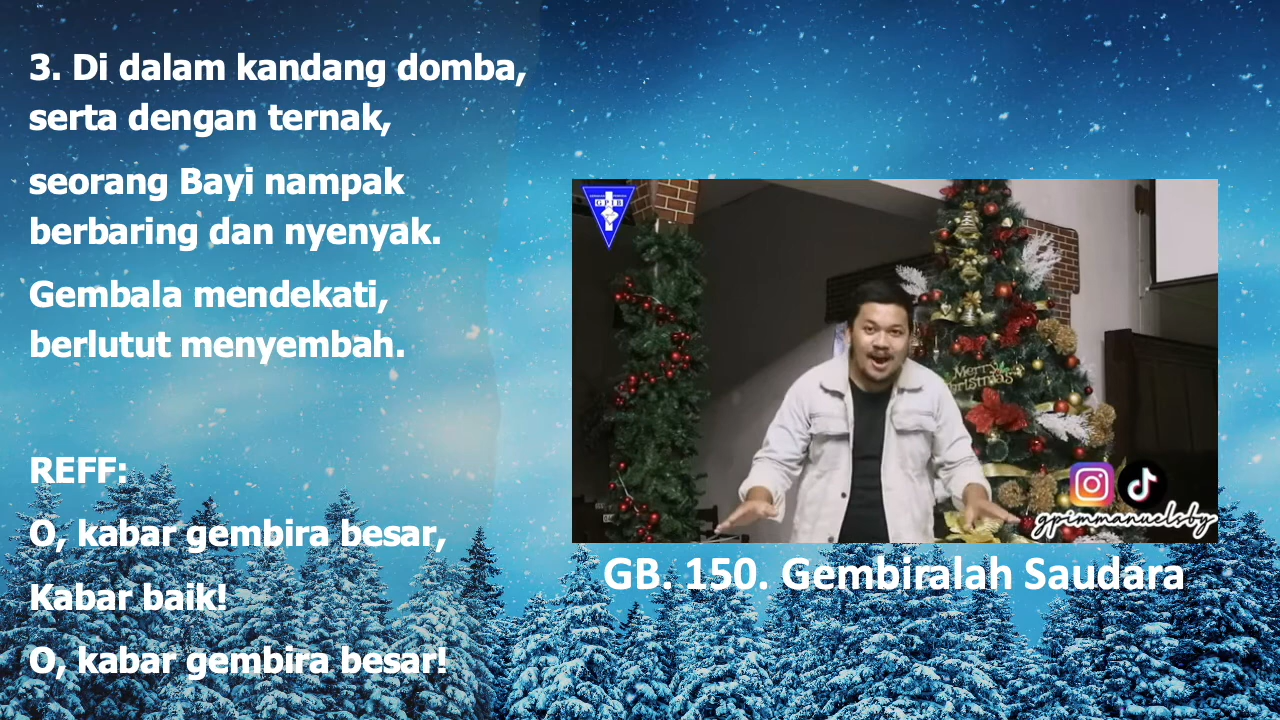 3. Di dalam kandang domba,
serta dengan ternak,
seorang Bayi nampak
berbaring dan nyenyak.
Gembala mendekati,
berlutut menyembah.
REFF:
O, kabar gembira besar,
Kabar baik!
O, kabar gembira besar!
GPIB
Merry
Christmas
gpimmanuelsby
GB. 150. Gembiralah Saudara